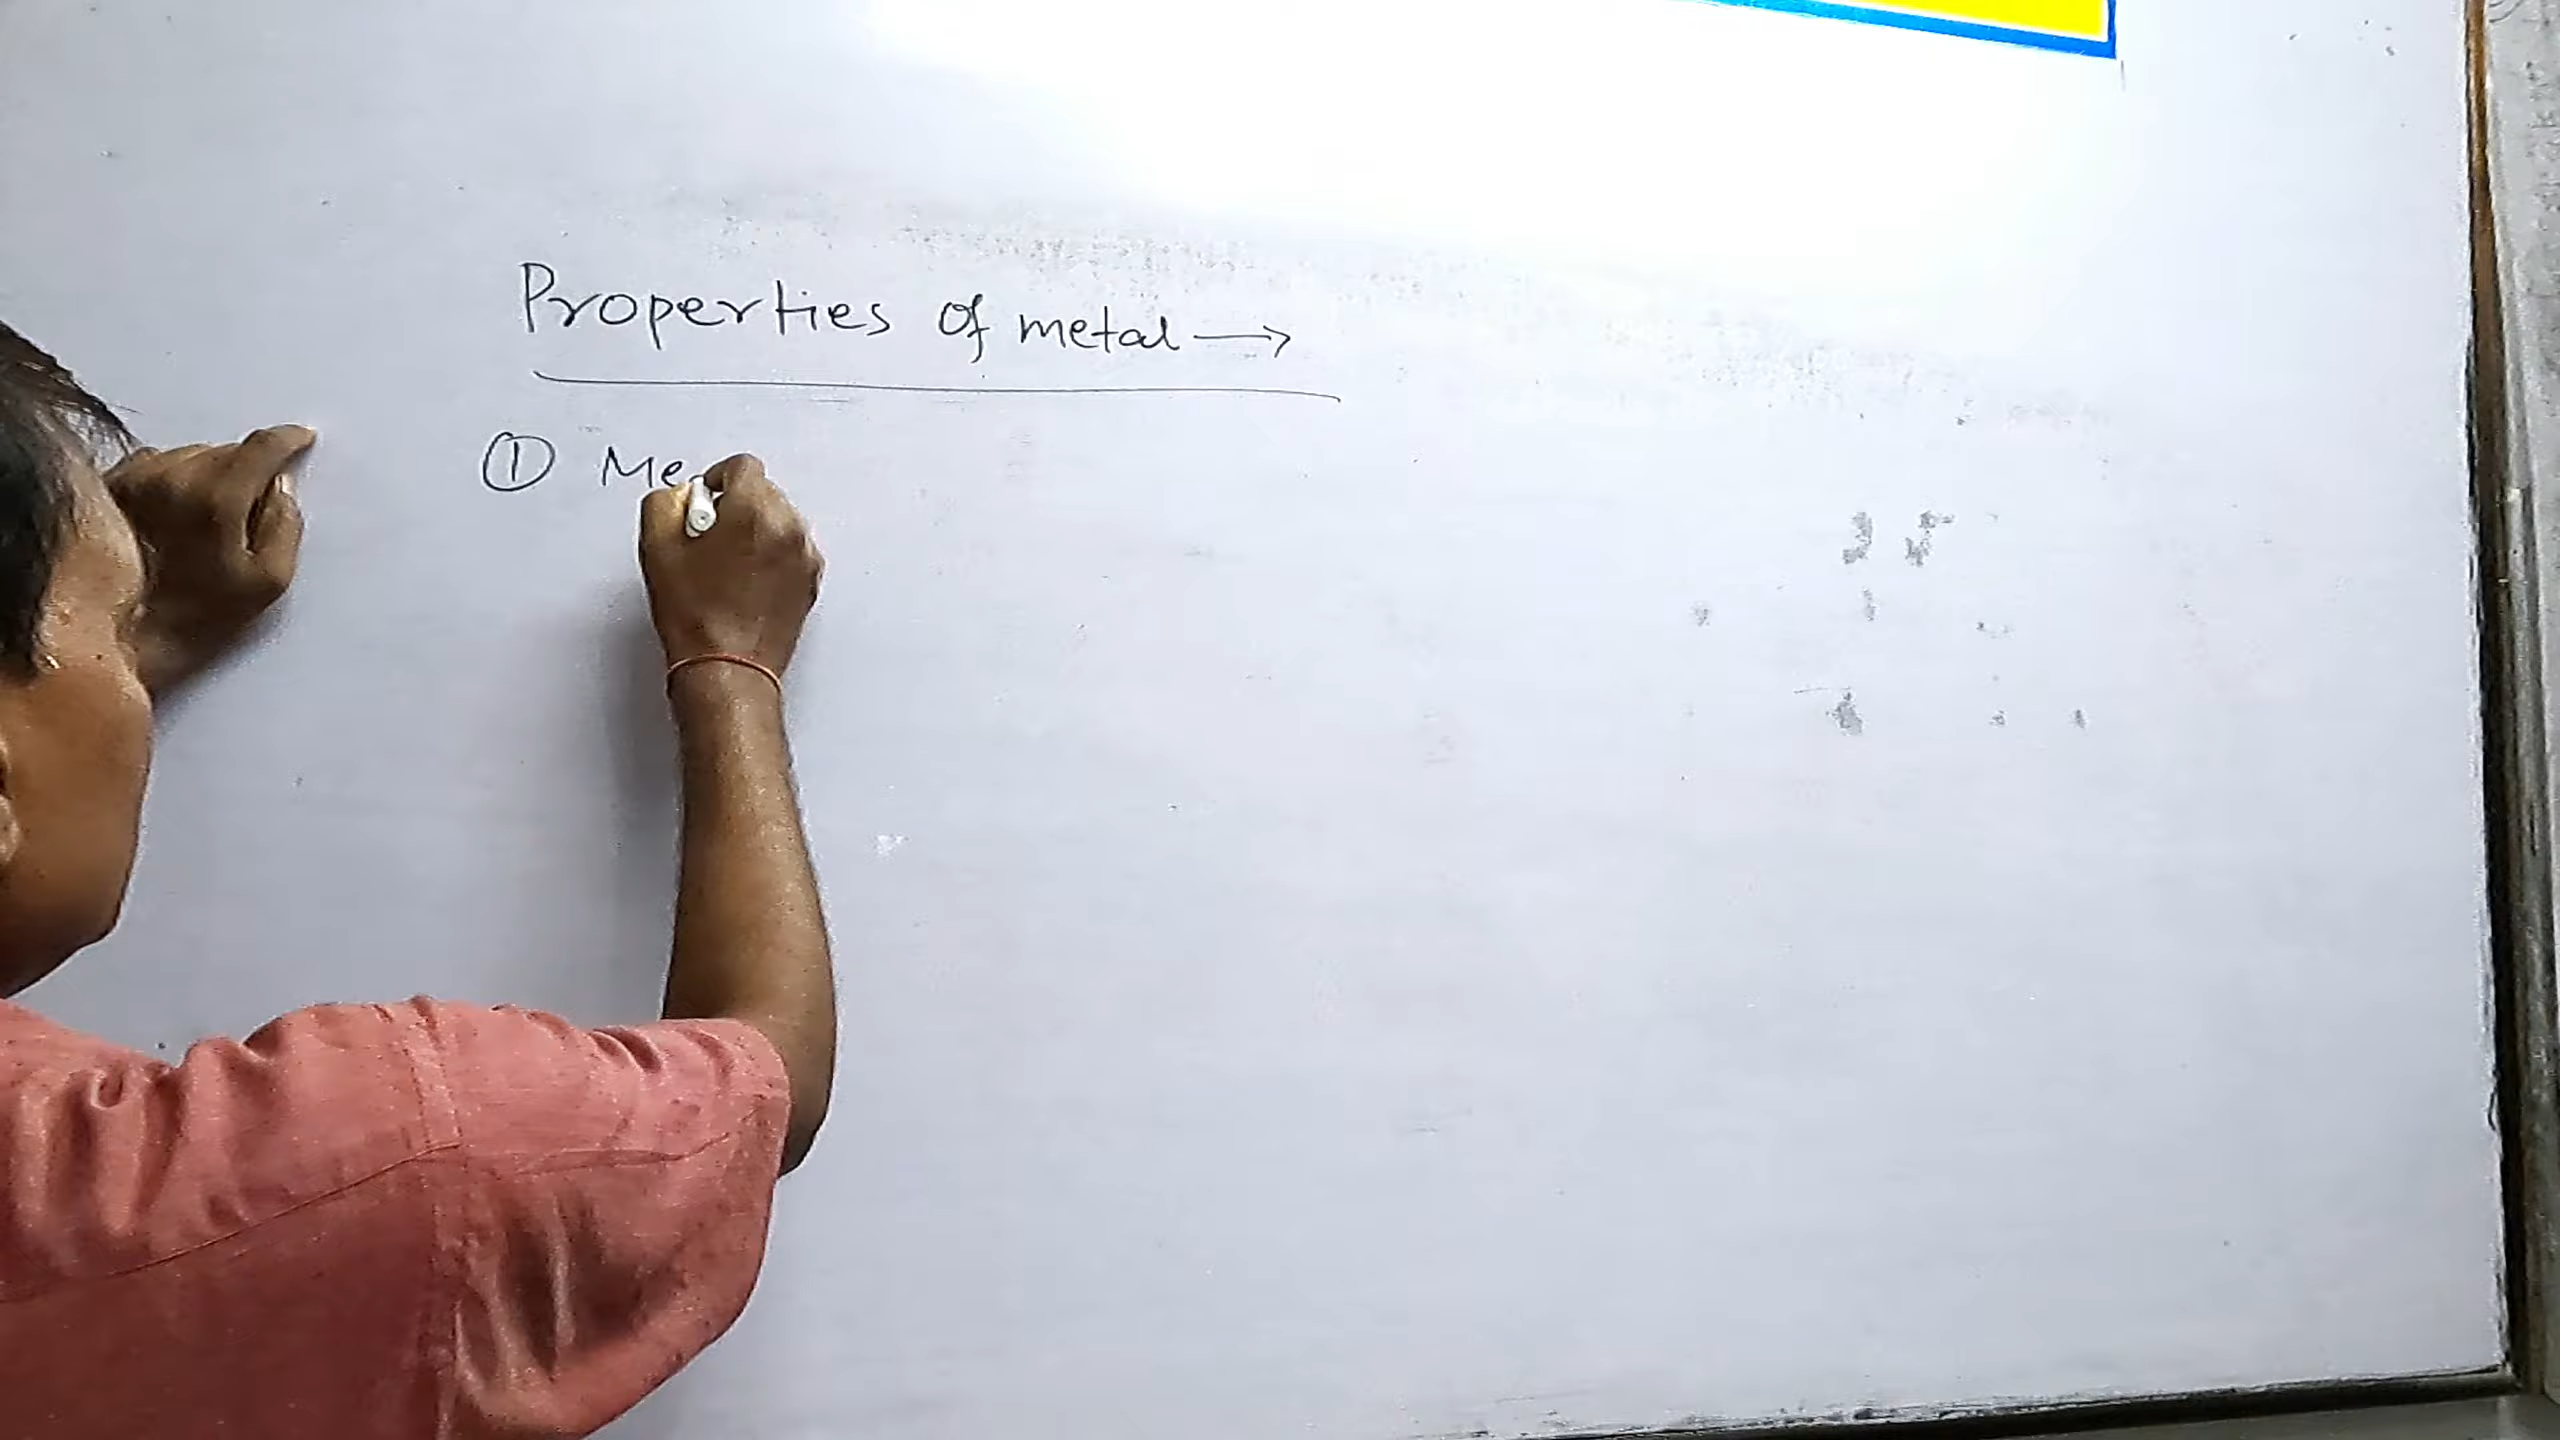 Properties of metal →
① Me